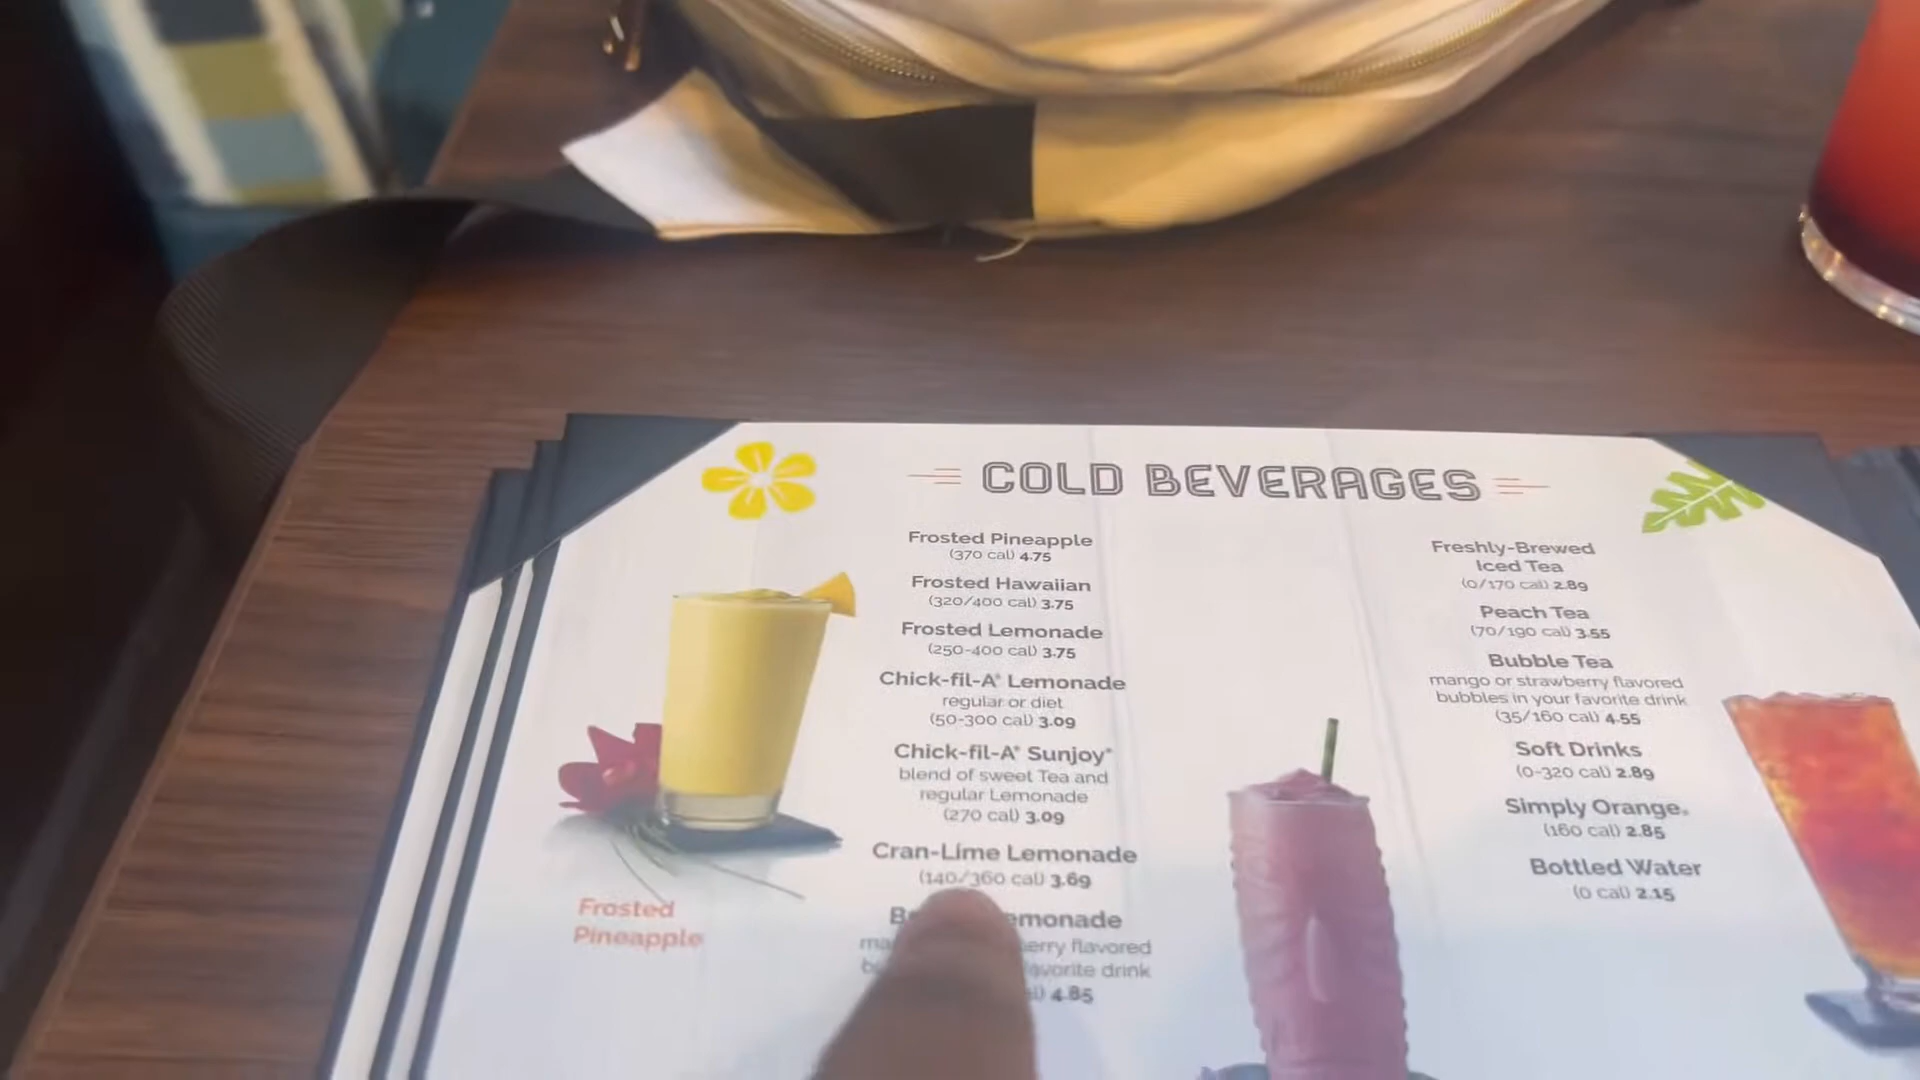 COLD BEVERAGES
Frosted Pineapple
(370 cal) 4.75
Frosted Hawaiian
(320/400 cal) 3.75
Frosted Lemonade
(250-400 cal) 3.75
Chick-fil-A® Lemonade
regular or diet
(50-300 cal) 3.09
Chick-fil-A® Sunjoy®
blend of sweet Tea and
regular Lemonade
(270 cal) 3.09
Cran-Lime Lemonade
(140/360 cal) 3.69
emonade
erry flavored
favorite drink
4.85
Frosted
Pineapple
Freshly-Brewed
Iced Tea
(0/170 cal) 2.89
Peach Tea
(70/190 cal) 3.55
Bubble Tea
mango or strawberry flavored
bubbles in your favorite drink
(35/160 cal) 4.55
Soft Drinks
(0-320 cal) 2.89
Simply Orange®
(160 cal) 2.85
Bottled Water
(0 cal) 2.15